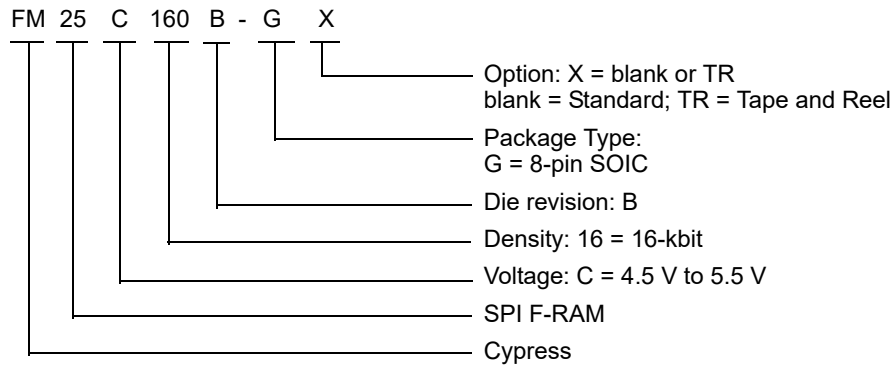 FM 25 C 160 B - G X
Option: X = blank or TR
blank = Standard; TR = Tape and Reel
Package Type:
G = 8-pin SOIC
Die revision: B
Density: 16 = 16-kbit
Voltage: C = 4.5 V to 5.5 V
SPI F-RAM
Cypress